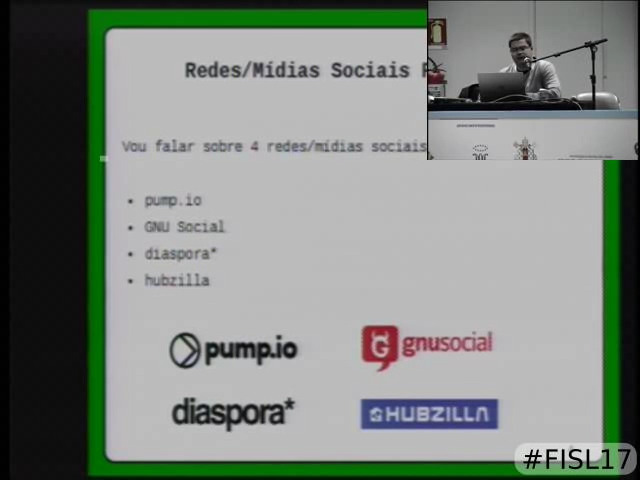 Redes/Mídias Sociais
Vou falar sobre 4 redes/mídias sociais
• pump.io
• GNU Social
• diaspora*
• hubzilla
pump.io
gnusocial
diaspora*
HUBZILLA
#FISL17